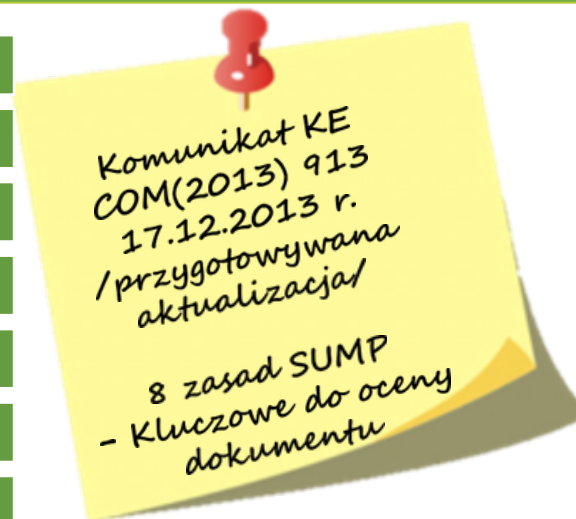 Komunikat KE
COM(2013) 913
17.12.2013 r.
/przygotowywana
aktualizacja/
8 zasad SUMP
- Kluczowe do oceny
dokumentu